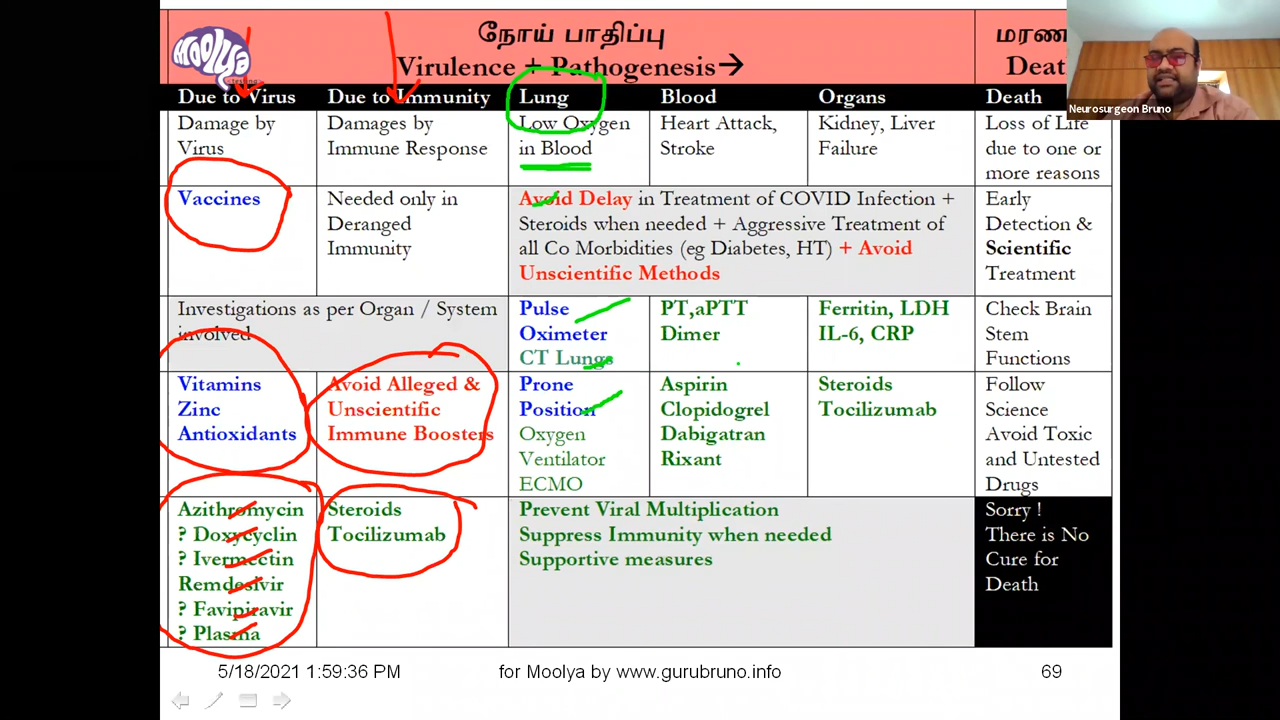 Moolya
testing
நோய் பாதிப்பு
மரண
Virulence + Pathogenesis→
Death
Neurosurgeon Bruno
Due to Virus
Due to Immunity
Lung
Blood
Organs
Death
Damage by
Virus
Damages by
Immune Response
Low Oxygen
in Blood
Heart Attack,
Stroke
Kidney, Liver
Failure
Loss of Life
due to one or
more reasons
Vaccines
Needed only in
Deranged
Immunity
Avoid Delay in Treatment of COVID Infection +
Steroids when needed + Aggressive Treatment of
all Co Morbidities (eg Diabetes, HT) + Avoid
Unscientific Methods
Early
Detection &
Scientific
Treatment
Investigations as per Organ / System
involved
Pulse
Oximeter
CT Lungs
PT,aPTT
Dimer
Ferritin, LDH
IL-6, CRP
Check Brain
Stem
Functions
Vitamins
Zinc
Antioxidants
Avoid Alleged &
Unscientific
Immune Boosters
Prone
Position
Oxygen
Ventilator
ECMO
Aspirin
Clopidogrel
Dabigatran
Rixant
Steroids
Tocilizumab
Follow
Science
Avoid Toxic
and Untested
Drugs
Azithromycin
? Doxycyclin
? Ivermectin
Remdesivir
? Favipiravir
? Plasma
Steroids
Tocilizumab
Prevent Viral Multiplication
Suppress Immunity when needed
Supportive measures
Sorry !
There is No
Cure for
Death
5/18/2021 1:59:36 PM
for Moolya by www.gurubruno.info
69